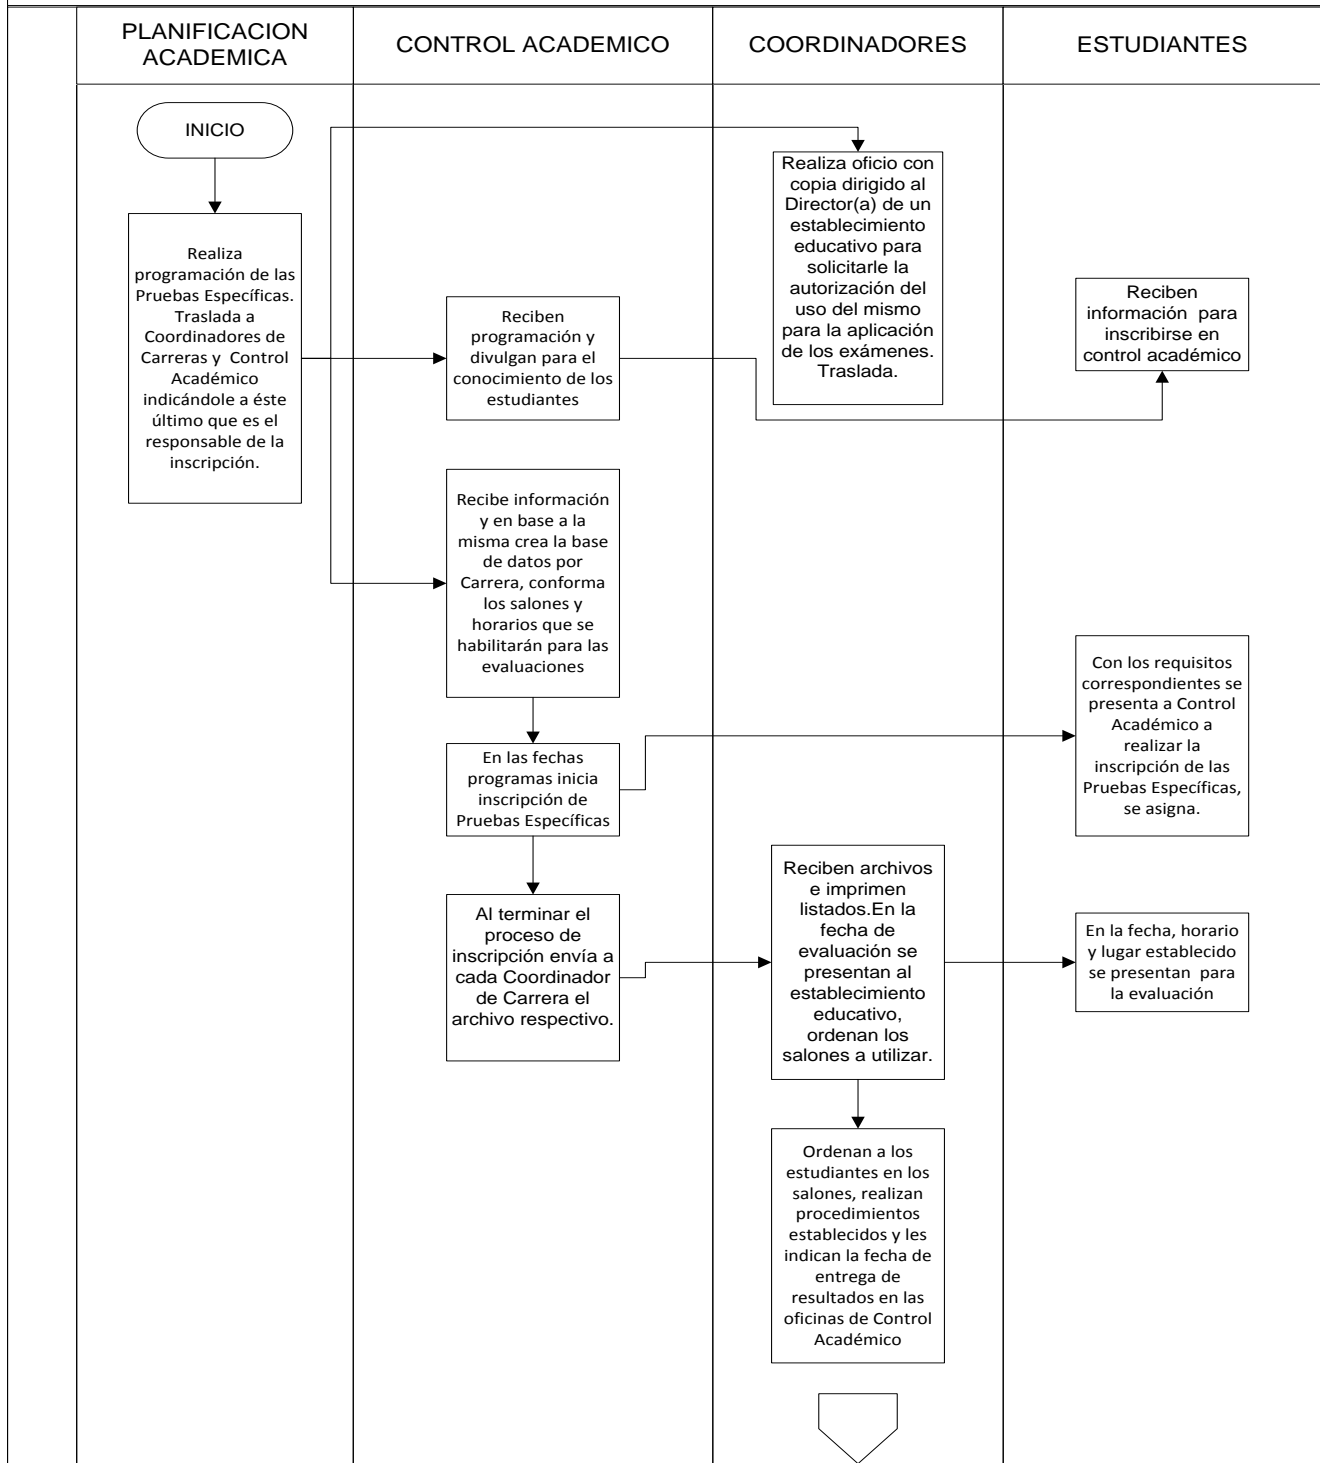 PLANIFICACION
ACADEMICA
CONTROL ACADEMICO
COORDINADORES
ESTUDIANTES
INICIO
Realiza
programación de las
Pruebas Específicas.
Traslada a
Coordinadores de
Carreras y  Control
Académico
indicándole a éste
último que es el
responsable de la
inscripción.
Realiza oficio con
copia dirigido al
Director(a) de un
establecimiento
educativo para
solicitarle la
autorización del
uso del mismo
para la aplicación
de los exámenes.
Traslada.
Reciben
programación y
divulgan para el
conocimiento de los
estudiantes
Reciben
información  para
inscribirse en
control académico
Recibe información
y en base a la
misma crea la base
de datos por
Carrera, conforma
los salones y
horarios que se
habilitarán para las
evaluaciones
En las fechas
programas inicia
inscripción de
Pruebas Específicas
Con los requisitos
correspondientes se
presenta a Control
Académico a
realizar la
inscripción de las
Pruebas Específicas,
se asigna.
Al terminar el
proceso de
inscripción envía a
cada Coordinador
de Carrera el
archivo respectivo.
Reciben archivos
e imprimen
listados.En la
fecha de
evaluación se
presentan al
establecimiento
educativo,
ordenan los
salones a utilizar.
En la fecha, horario
y lugar establecido
se presentan  para
la evaluación
Ordenan a los
estudiantes en los
salones, realizan
procedimientos
establecidos y les
indican la fecha de
entrega de
resultados en las
oficinas de Control
Académico